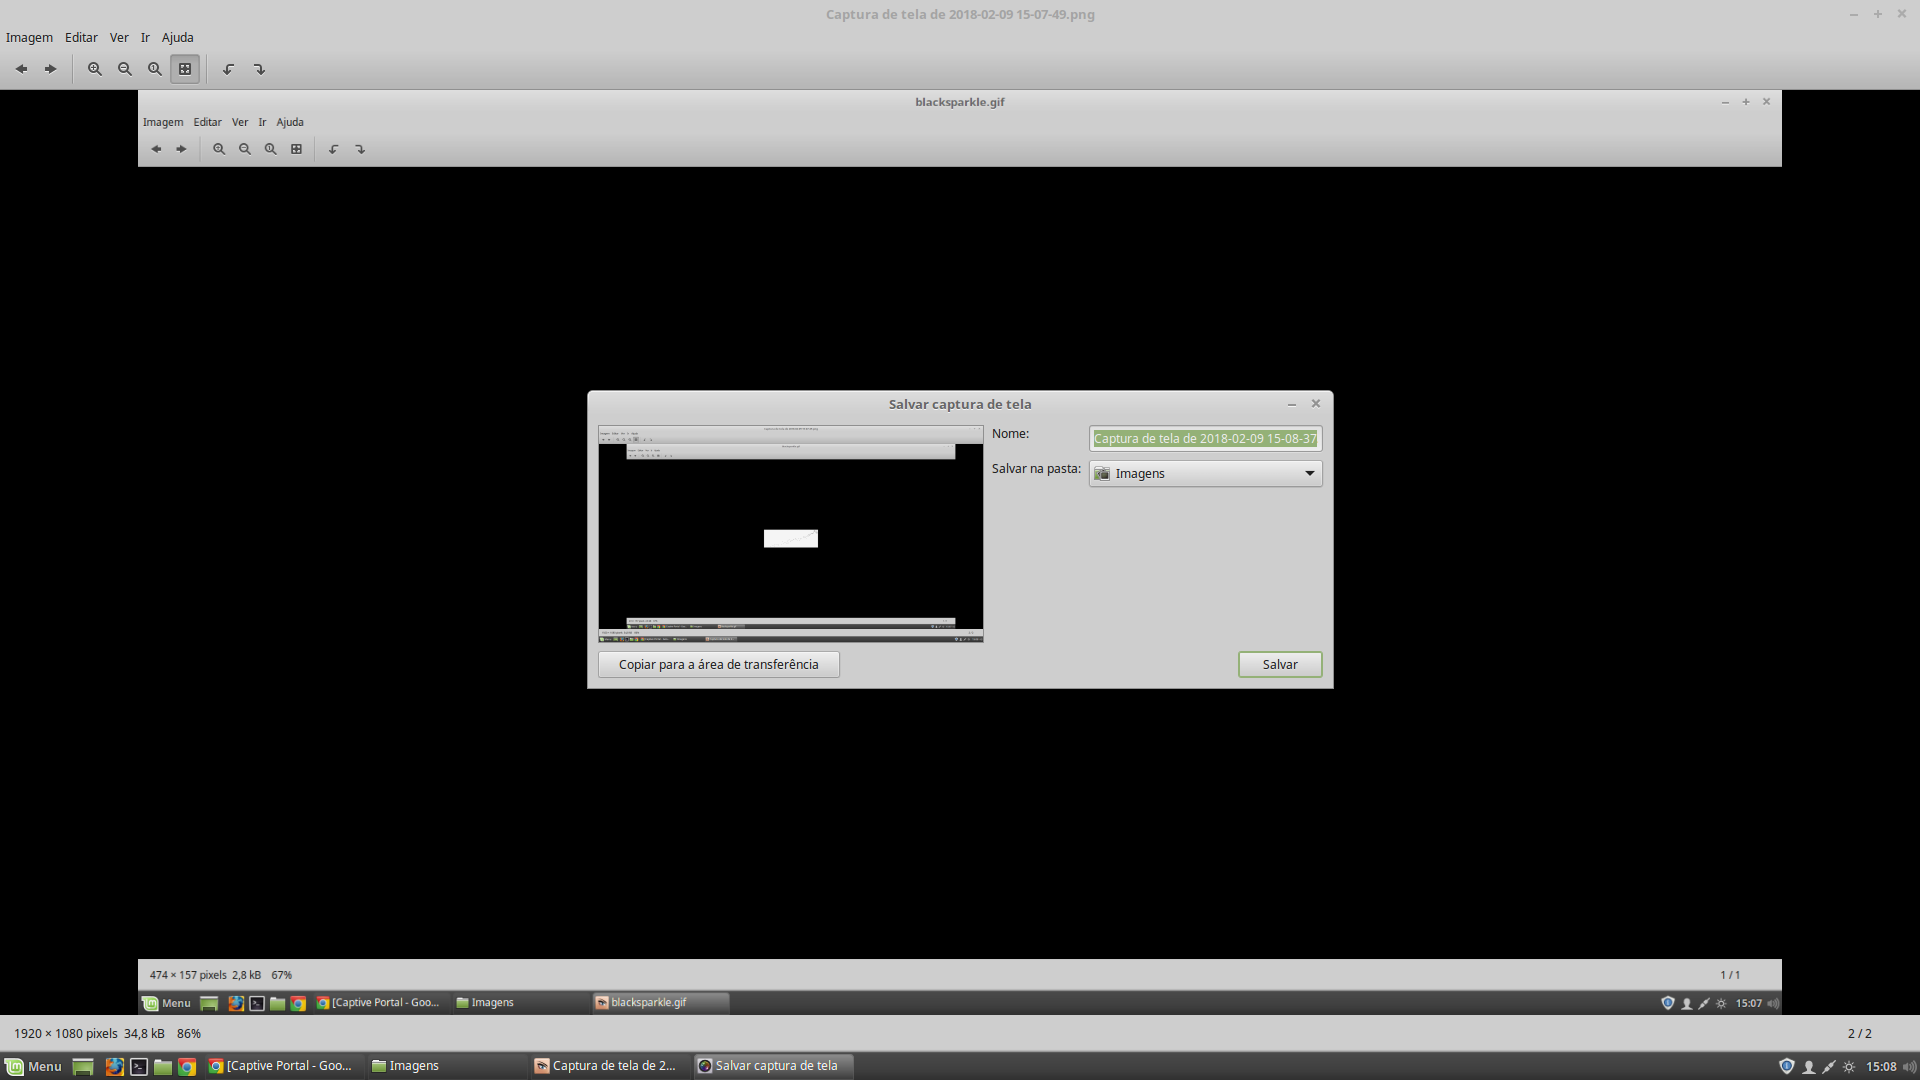 Captura de tela de 2018-02-09 15-07-49.png
Imagem Editar Ver Ir Ajuda
blacksparkle.gif
Imagem Editar Ver Ir Ajuda
Salvar captura de tela
Nome: Captura de tela de 2018-02-09 15-08-37
Salvar na pasta: Imagens
Copiar para a área de transferência Salvar
474 × 157 pixels 2,8 kB 67% 1 / 1
Menu [Captive Portal - Goo... Imagens blacksparkle.gif 15:07
1920 × 1080 pixels 34,8 kB 86% 2 / 2
Menu [Captive Portal - Goo... Imagens Captura de tela de 2... Salvar captura de tela 15:08